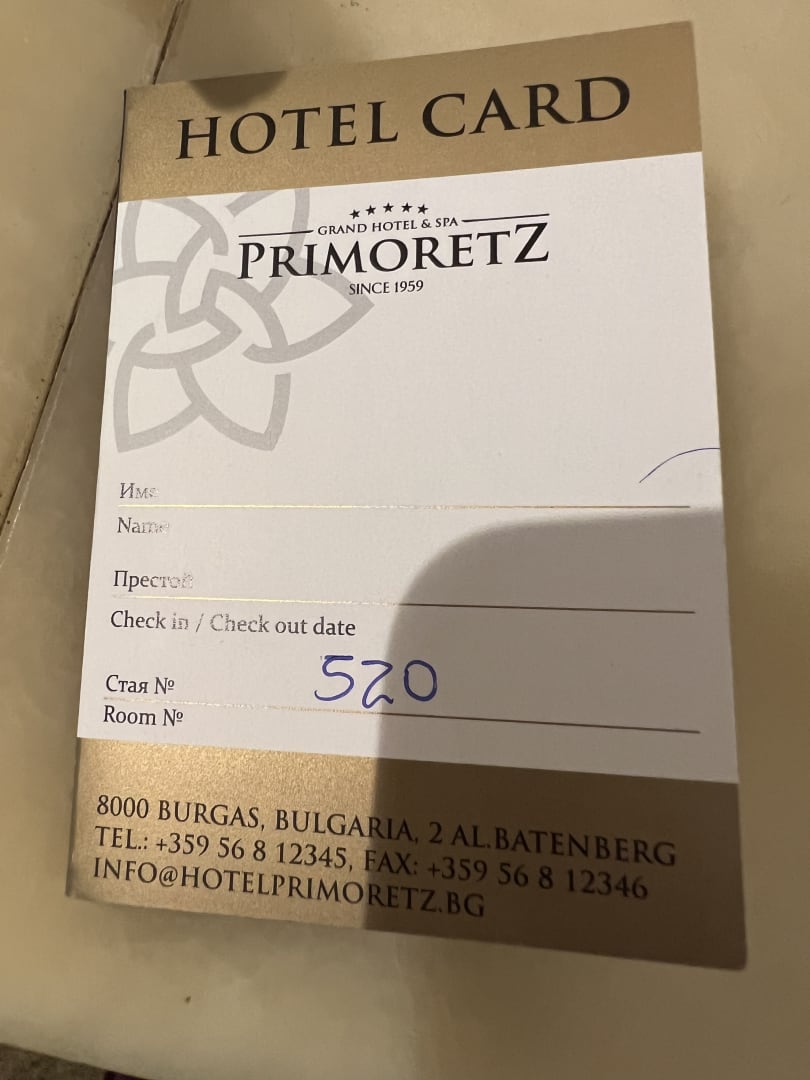 HOTEL CARD
★★★★★
GRAND HOTEL & SPA
PRIMORETZ
SINCE 1959
Име
Name
Престой
Check in / Check out date
Стая № 520
Room №
8000 BURGAS, BULGARIA, 2 AL.BATENBERG
TEL.: +359 56 8 12345, FAX: +359 56 8 12346
INFO@HOTELPRIMORETZ.BG